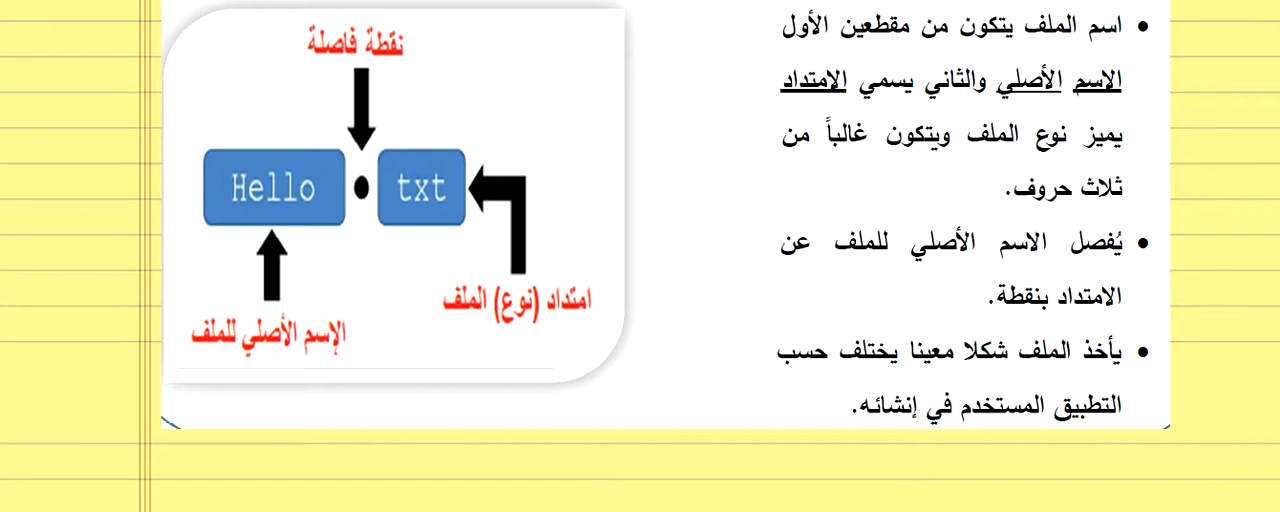 • اسم الملف يتكون من مقطعين الأول
الاسم الأصلي والثاني يسمي الامتداد
يميز نوع الملف ويتكون غالباً من
ثلاث حروف.
• يُفصل الاسم الأصلي للملف عن
الامتداد بنقطة.
• يأخذ الملف شكلا معينا يختلف حسب
التطبيق المستخدم في إنشائه.
نقطة فاصلة
Hello • txt
امتداد (نوع) الملف
الإسم الأصلي للملف